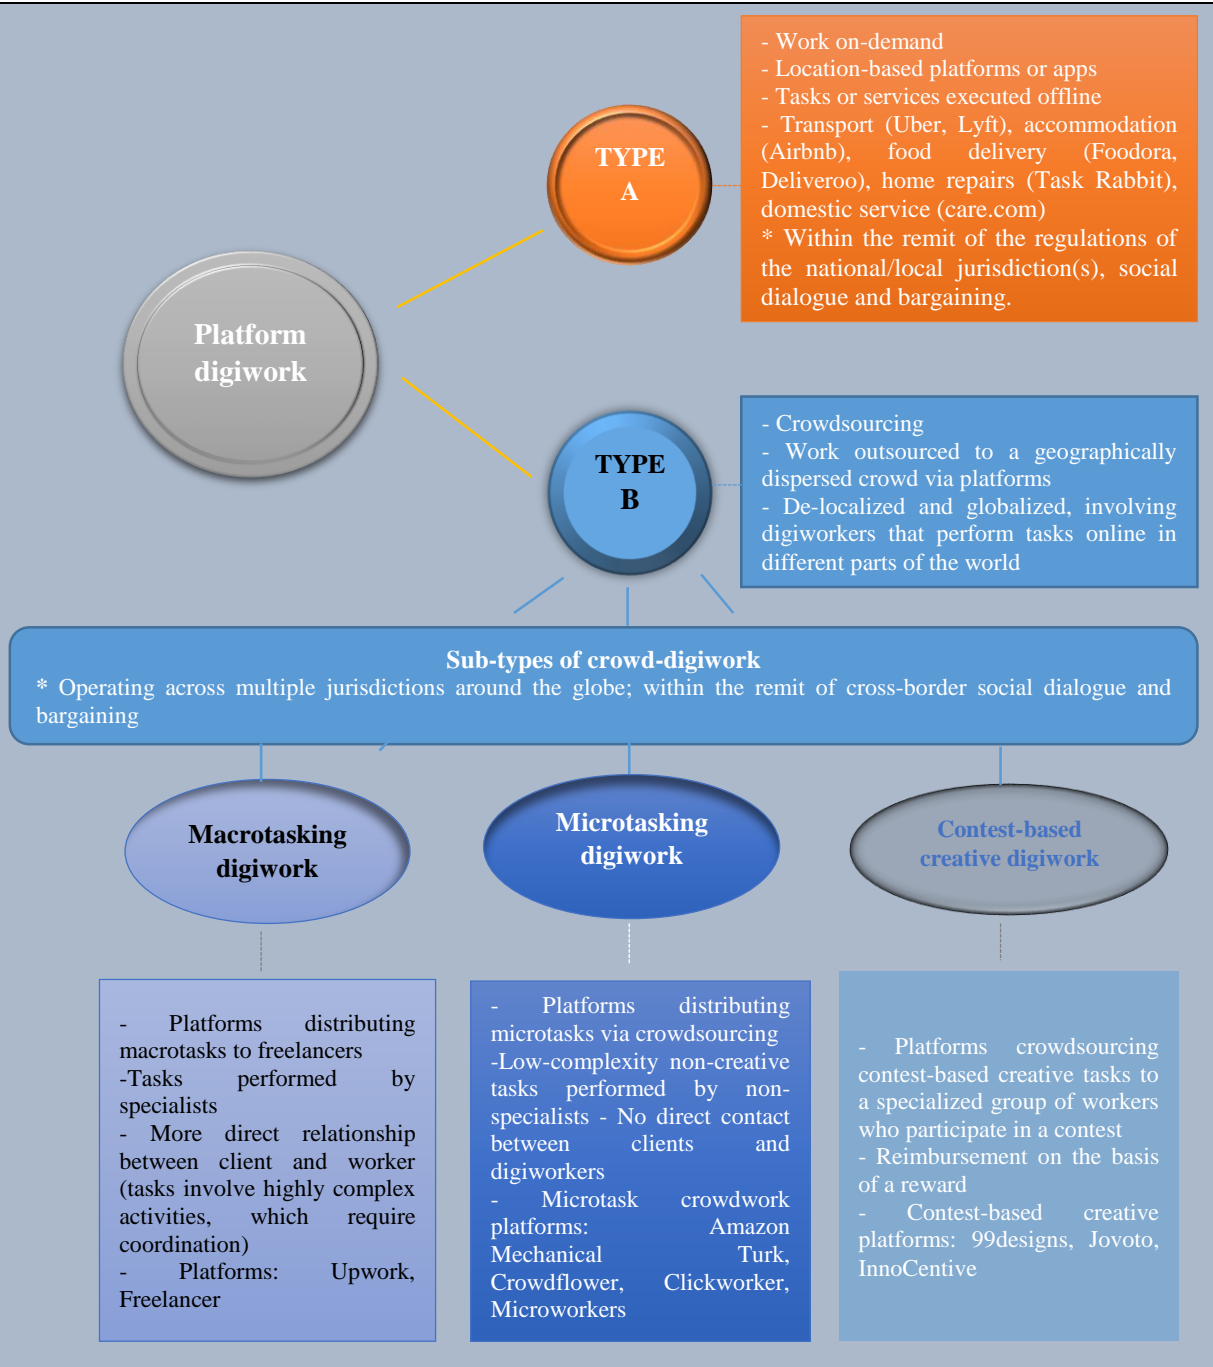 - Work on-demand
- Location-based platforms or apps
- Tasks or services executed offline
- Transport (Uber, Lyft), accommodation
(Airbnb), food delivery (Foodora,
Deliveroo), home repairs (Task Rabbit),
domestic service (care.com)
* Within the remit of the regulations of
the national/local jurisdiction(s), social
dialogue and bargaining.
TYPE
A
Platform
digiwork
TYPE
B
- Crowdsourcing
- Work outsourced to a geographically
dispersed crowd via platforms
- De-localized and globalized, involving
digiworkers that perform tasks online in
different parts of the world
Sub-types of crowd-digiwork
* Operating across multiple jurisdictions around the globe; within the remit of cross-border social dialogue and
bargaining
Macrotasking
digiwork
Microtasking
digiwork
Contest-based
creative digiwork
- Platforms distributing
macrotasks to freelancers
-Tasks performed by
specialists
- More direct relationship
between client and worker
(tasks involve highly complex
activities, which require
coordination)
- Platforms: Upwork,
Freelancer
- Platforms distributing
microtasks via crowdsourcing
-Low-complexity non-creative
tasks performed by non-
specialists - No direct contact
between clients and
digiworkers
- Microtask crowdwork
platforms: Amazon
Mechanical Turk,
Crowdflower, Clickworker,
Microworkers
- Platforms crowdsourcing
contest-based creative tasks to
a specialized group of workers
who participate in a contest
- Reimbursement on the basis
of a reward
- Contest-based creative
platforms: 99designs, Jovoto,
InnoCentive